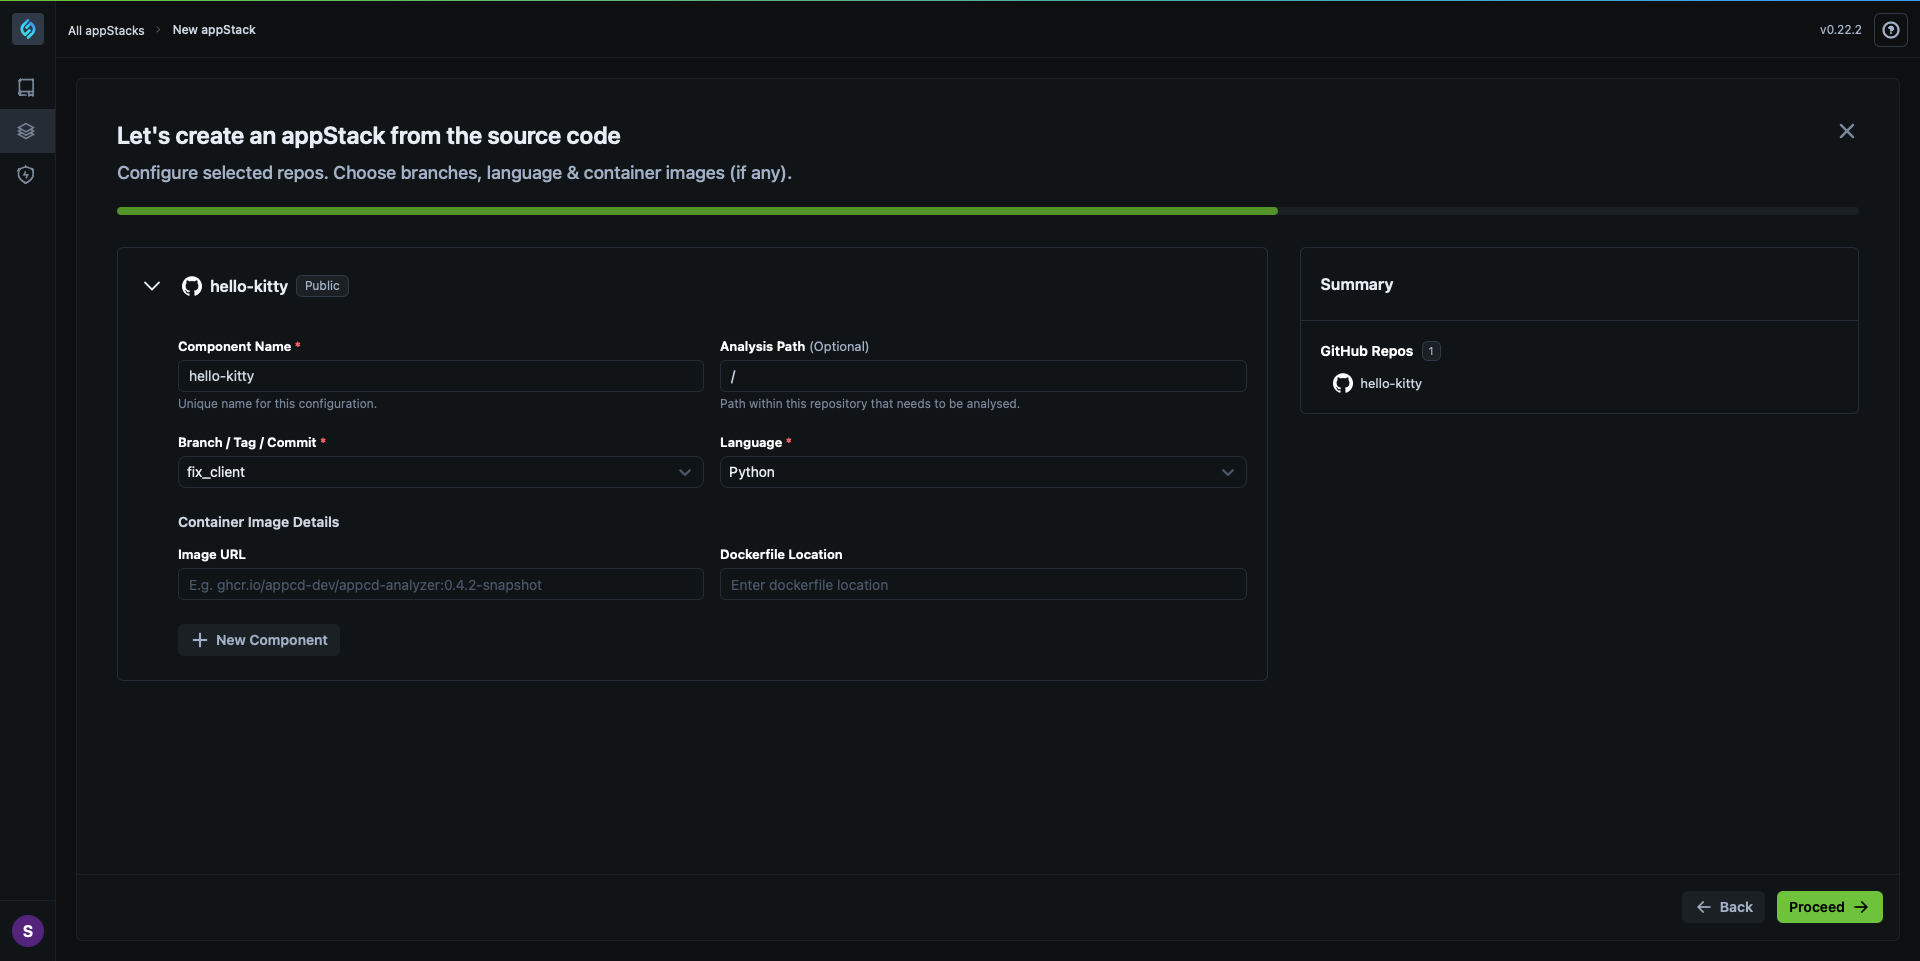 All appStacks
New appStack
v0.22.2
Let's create an appStack from the source code
Configure selected repos. Choose branches, language & container images (if any).
hello-kitty Public
Component Name *
hello-kitty
Unique name for this configuration.
Analysis Path (Optional)
/
Path within this repository that needs to be analysed.
Branch / Tag / Commit *
fix_client
Language *
Python
Container Image Details
Image URL
E.g. ghcr.io/appcd-dev/appcd-analyzer:0.4.2-snapshot
Dockerfile Location
Enter dockerfile location
New Component
Summary
GitHub Repos 1
hello-kitty
S
Back
Proceed